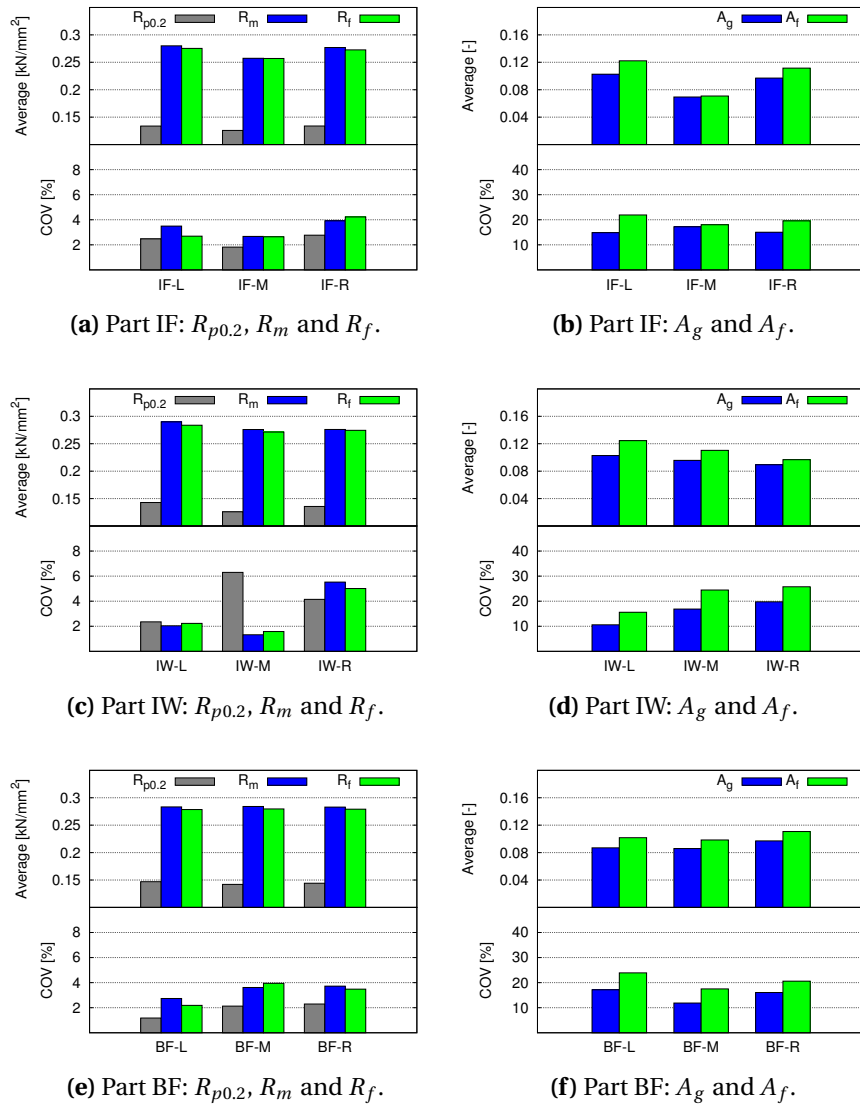 R_p0.2 R_m R_f
Average [kN/mm²]
0.3
0.25
0.2
0.15
COV [%]
8
6
4
2
IF-L IF-M IF-R
(a) Part IF: R_p0.2, R_m and R_f.
A_g A_f
Average [-]
0.16
0.12
0.08
0.04
COV [%]
40
30
20
10
IF-L IF-M IF-R
(b) Part IF: A_g and A_f.
R_p0.2 R_m R_f
Average [kN/mm²]
0.3
0.25
0.2
0.15
COV [%]
8
6
4
2
IW-L IW-M IW-R
(c) Part IW: R_p0.2, R_m and R_f.
A_g A_f
Average [-]
0.16
0.12
0.08
0.04
COV [%]
40
30
20
10
IW-L IW-M IW-R
(d) Part IW: A_g and A_f.
R_p0.2 R_m R_f
Average [kN/mm²]
0.3
0.25
0.2
0.15
COV [%]
8
6
4
2
BF-L BF-M BF-R
(e) Part BF: R_p0.2, R_m and R_f.
A_g A_f
Average [-]
0.16
0.12
0.08
0.04
COV [%]
40
30
20
10
BF-L BF-M BF-R
(f) Part BF: A_g and A_f.